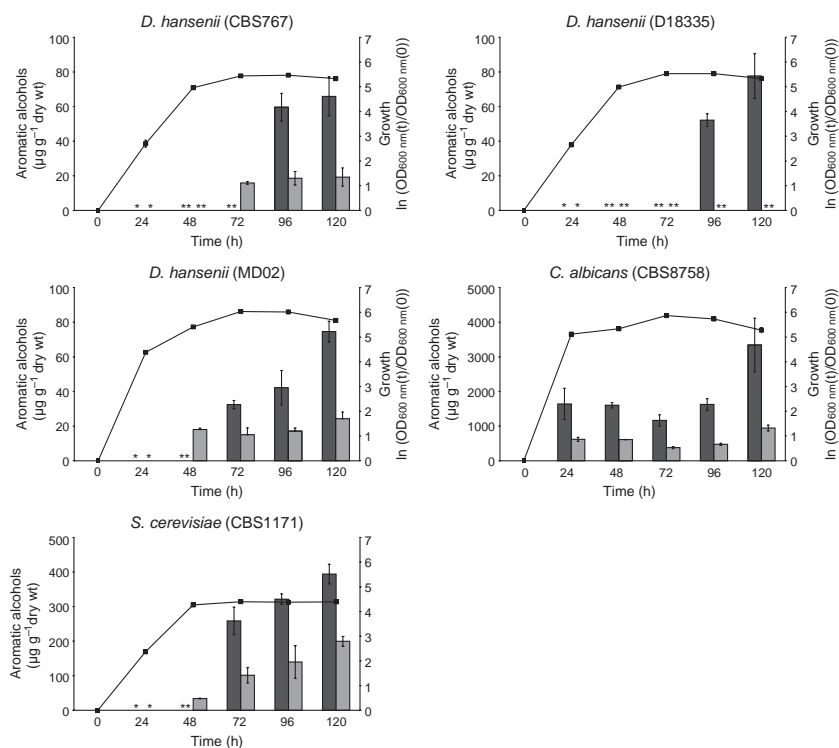 D. hansenii (CBS767)
100
80
60
40
20
0
Aromatic alcohols
(µg g–1 dry wt)
7
6
5
4
3
2
1
0
Growth
ln (OD600 nm(t)/OD600 nm(0))
* * ** ** **
0 24 48 72 96 120
Time (h)
D. hansenii (D18335)
100
80
60
40
20
0
Aromatic alcohols
(µg g–1 dry wt)
7
6
5
4
3
2
1
0
Growth
ln (OD600 nm(t)/OD600 nm(0))
* * ** ** ** ** ** **
0 24 48 72 96 120
Time (h)
D. hansenii (MD02)
100
80
60
40
20
0
Aromatic alcohols
(µg g–1 dry wt)
7
6
5
4
3
2
1
0
Growth
ln (OD600 nm(t)/OD600 nm(0))
* * **
0 24 48 72 96 120
Time (h)
C. albicans (CBS8758)
5000
4000
3000
2000
1000
0
Aromatic alcohols
(µg g–1 dry wt)
7
6
5
4
3
2
1
0
Growth
ln (OD600 nm(t)/OD600 nm(0))
0 24 48 72 96 120
Time (h)
S. cerevisiae (CBS1171)
500
400
300
200
100
0
Aromatic alcohols
(µg g–1 dry wt)
7
6
5
4
3
2
1
0
Growth
ln (OD600 nm(t)/OD600 nm(0))
* * **
0 24 48 72 96 120
Time (h)